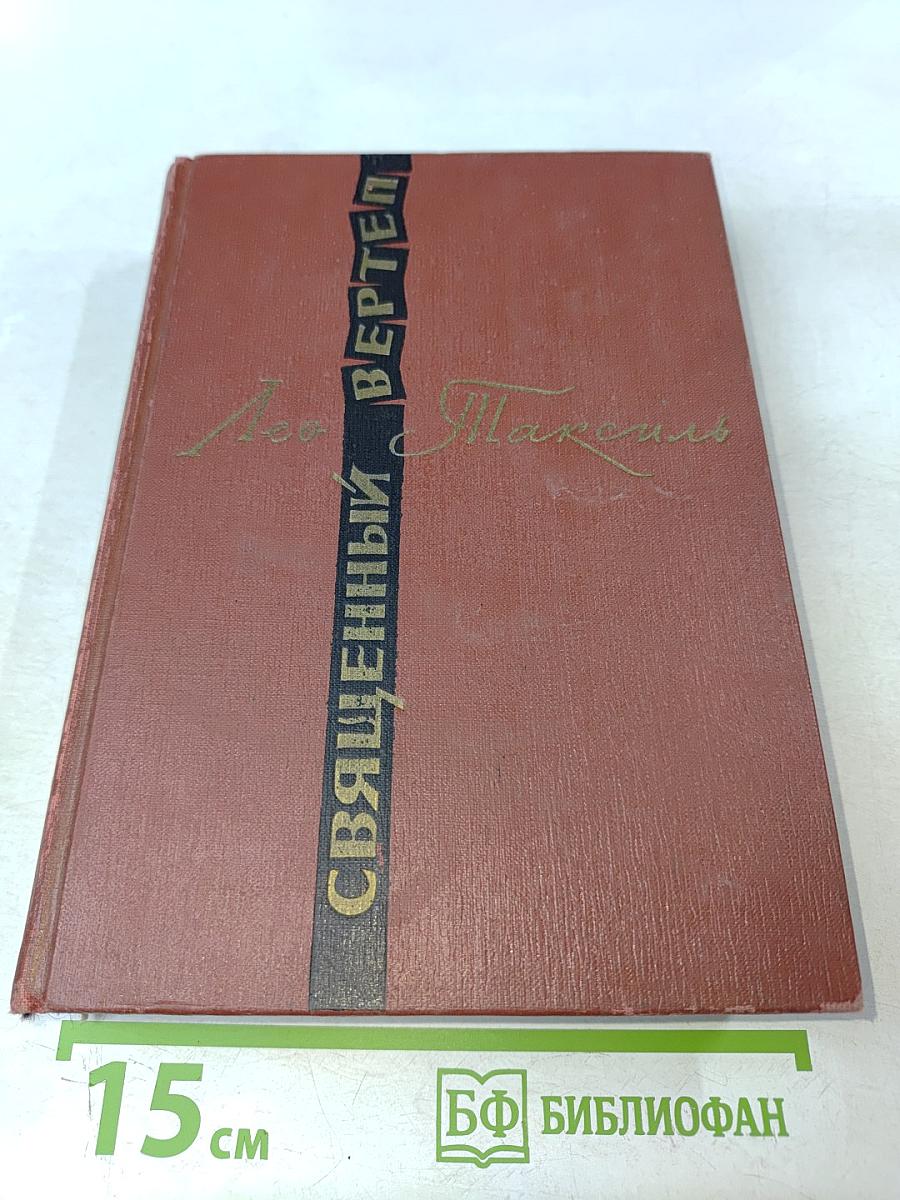 Лео Таксиль
СВЯЩЕННЫЙ ВЕРТЕП
15 см
БФ БИБЛИОФАН